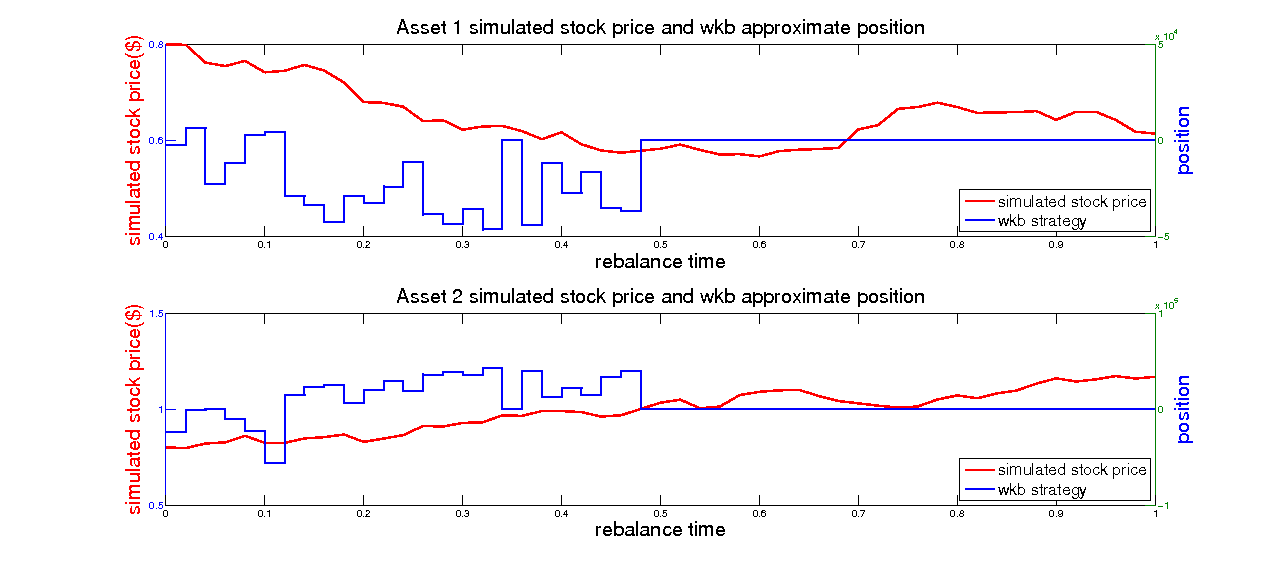 Asset 1 simulated stock price and wkb approximate position
x 10^4
simulated stock price($)
0.8
0.6
0.4
5
0
-5
position
simulated stock price
wkb strategy
0 0.1 0.2 0.3 0.4 0.5 0.6 0.7 0.8 0.9 1
rebalance time
Asset 2 simulated stock price and wkb approximate position
simulated stock price($)
1.5
1
0.5
1
0
-1
position
simulated stock price
wkb strategy
0 0.1 0.2 0.3 0.4 0.5 0.6 0.7 0.8 0.9 1
rebalance time